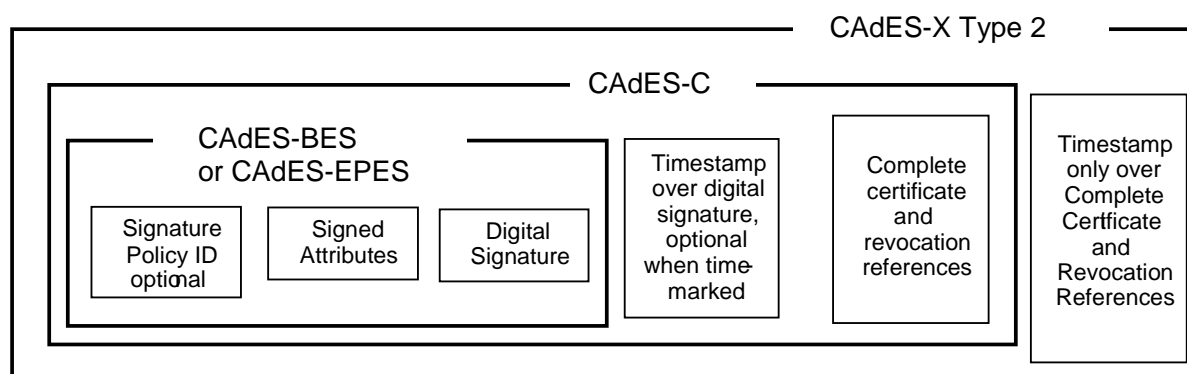 CAdES-X Type 2
CAdES-C
CAdES-BES
or CAdES-EPES
Signature
Policy ID
optional
Signed
Attributes
Digital
Signature
Timestamp
over digital
signature,
optional
when time-
marked
Complete
certificate
and
revocation
references
Timestamp
only over
Complete
Certificate
and
Revocation
References